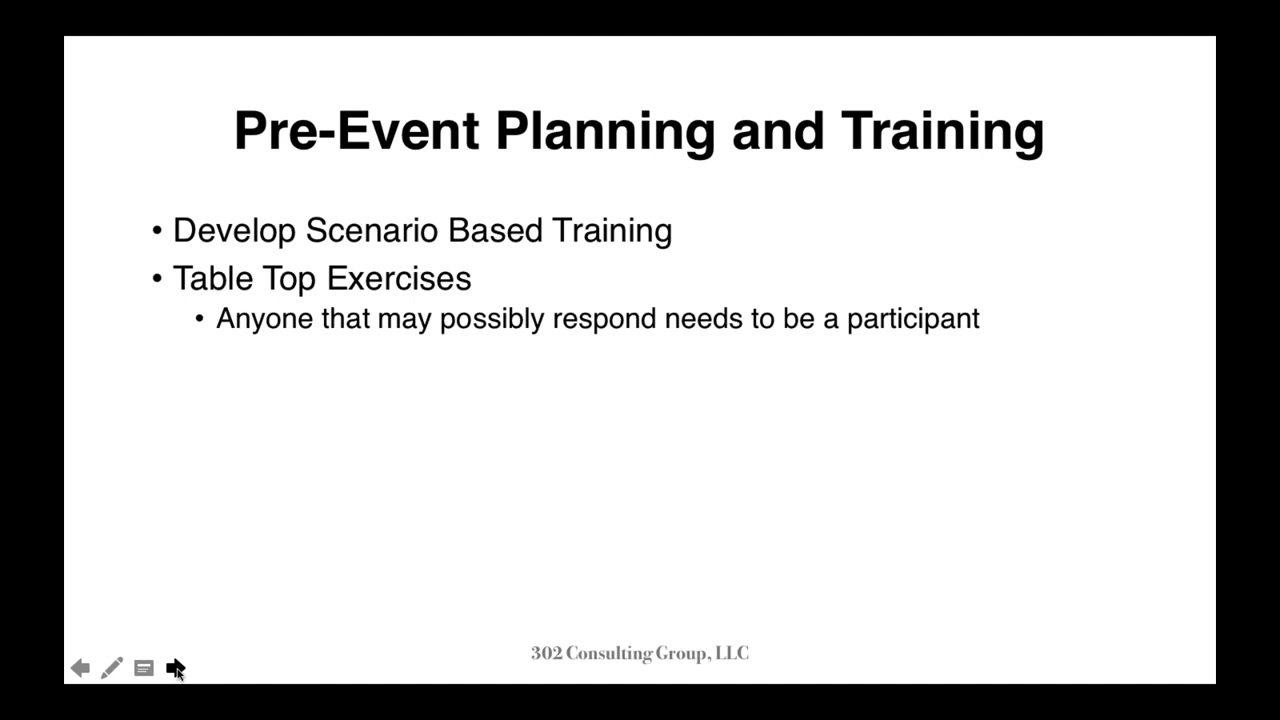 Pre-Event Planning and Training
• Develop Scenario Based Training
• Table Top Exercises
• Anyone that may possibly respond needs to be a participant
302 Consulting Group, LLC